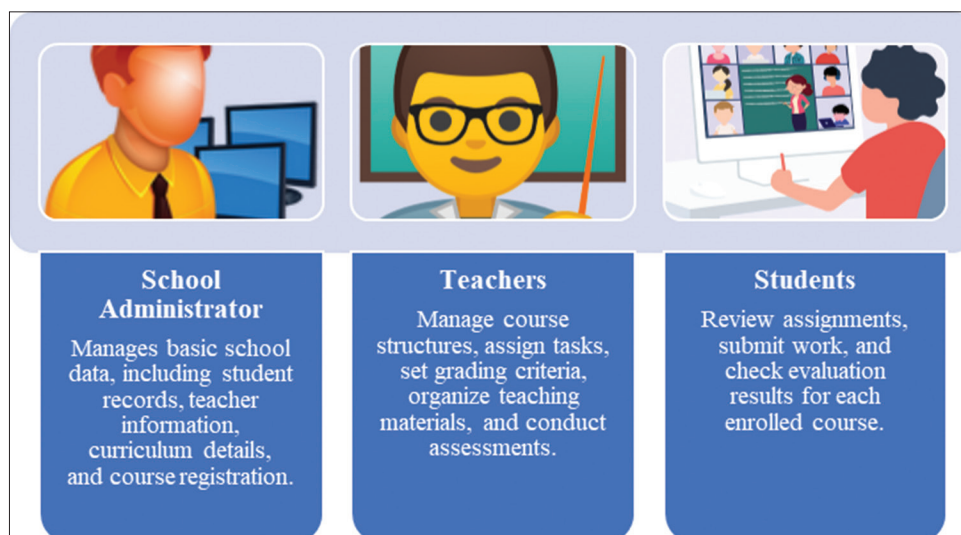 School
Administrator
Manages basic school
data, including student
records, teacher
information,
curriculum details,
and course registration.
Teachers
Manage course
structures, assign tasks,
set grading criteria,
organize teaching
materials, and conduct
assessments.
Students
Review assignments,
submit work, and
check evaluation
results for each
enrolled course.